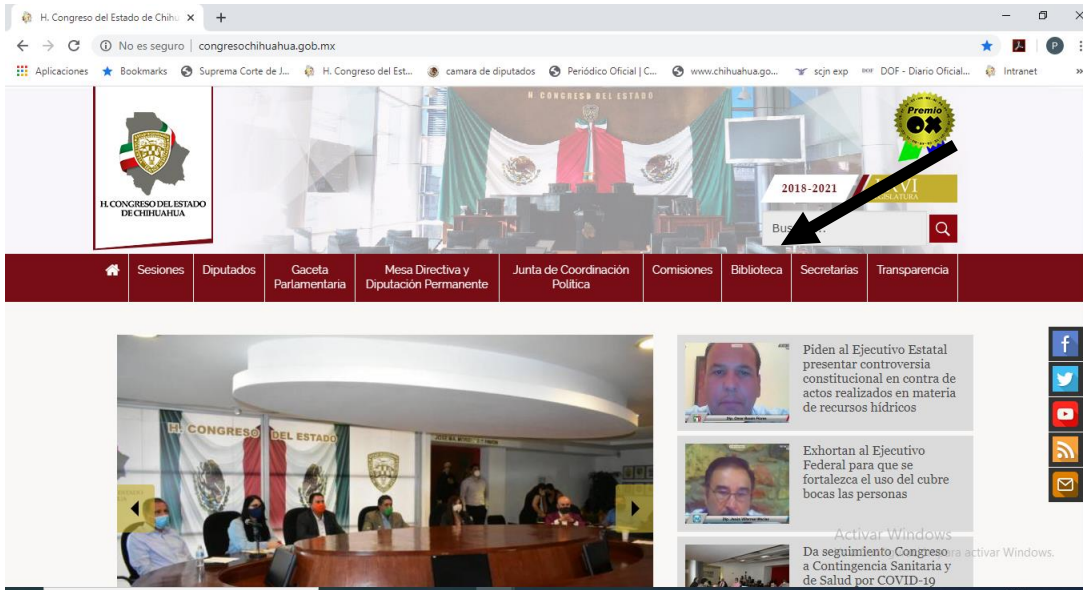 H. Congreso del Estado de Chihu
No es seguro | congresochihuahua.gob.mx
Aplicaciones Bookmarks Suprema Corte de J... H. Congreso del Est... camara de diputados Periódico Oficial | C... www.chihuahua.go... scjn exp DOF - Diario Oficial... Intranet »
H. CONGRESO DEL ESTADO
Premio
OX
H. CONGRESO DEL ESTADO
DE CHIHUAHUA
2018-2021
Sesiones
Diputados
Gaceta
Parlamentaria
Mesa Directiva y
Diputación Permanente
Junta de Coordinación
Política
Comisiones
Biblioteca
Secretarías
Transparencia
H. CONGRESO DEL ESTADO
Piden al Ejecutivo Estatal
presentar controversia
constitucional en contra de
actos realizados en materia
de recursos hídricos
Exhortan al Ejecutivo
Federal para que se
fortalezca el uso del cubre
bocas las personas
Activar Windows
Da seguimiento Congreso
a Contingencia Sanitaria y
de Salud por COVID-19
activar Windows.